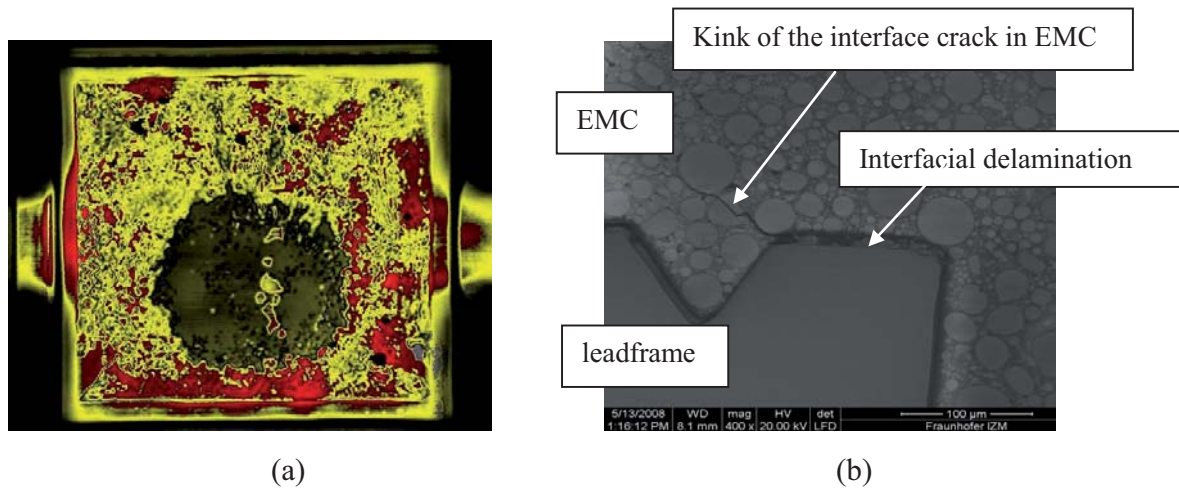 Kink of the interface crack in EMC
EMC
Interfacial delamination
leadframe
5/13/2008 WD mag HV det 100 µm
1:16:12 PM 8.1 mm 400 x 20.00 kV LFD Fraunhofer IZM
(a) (b)